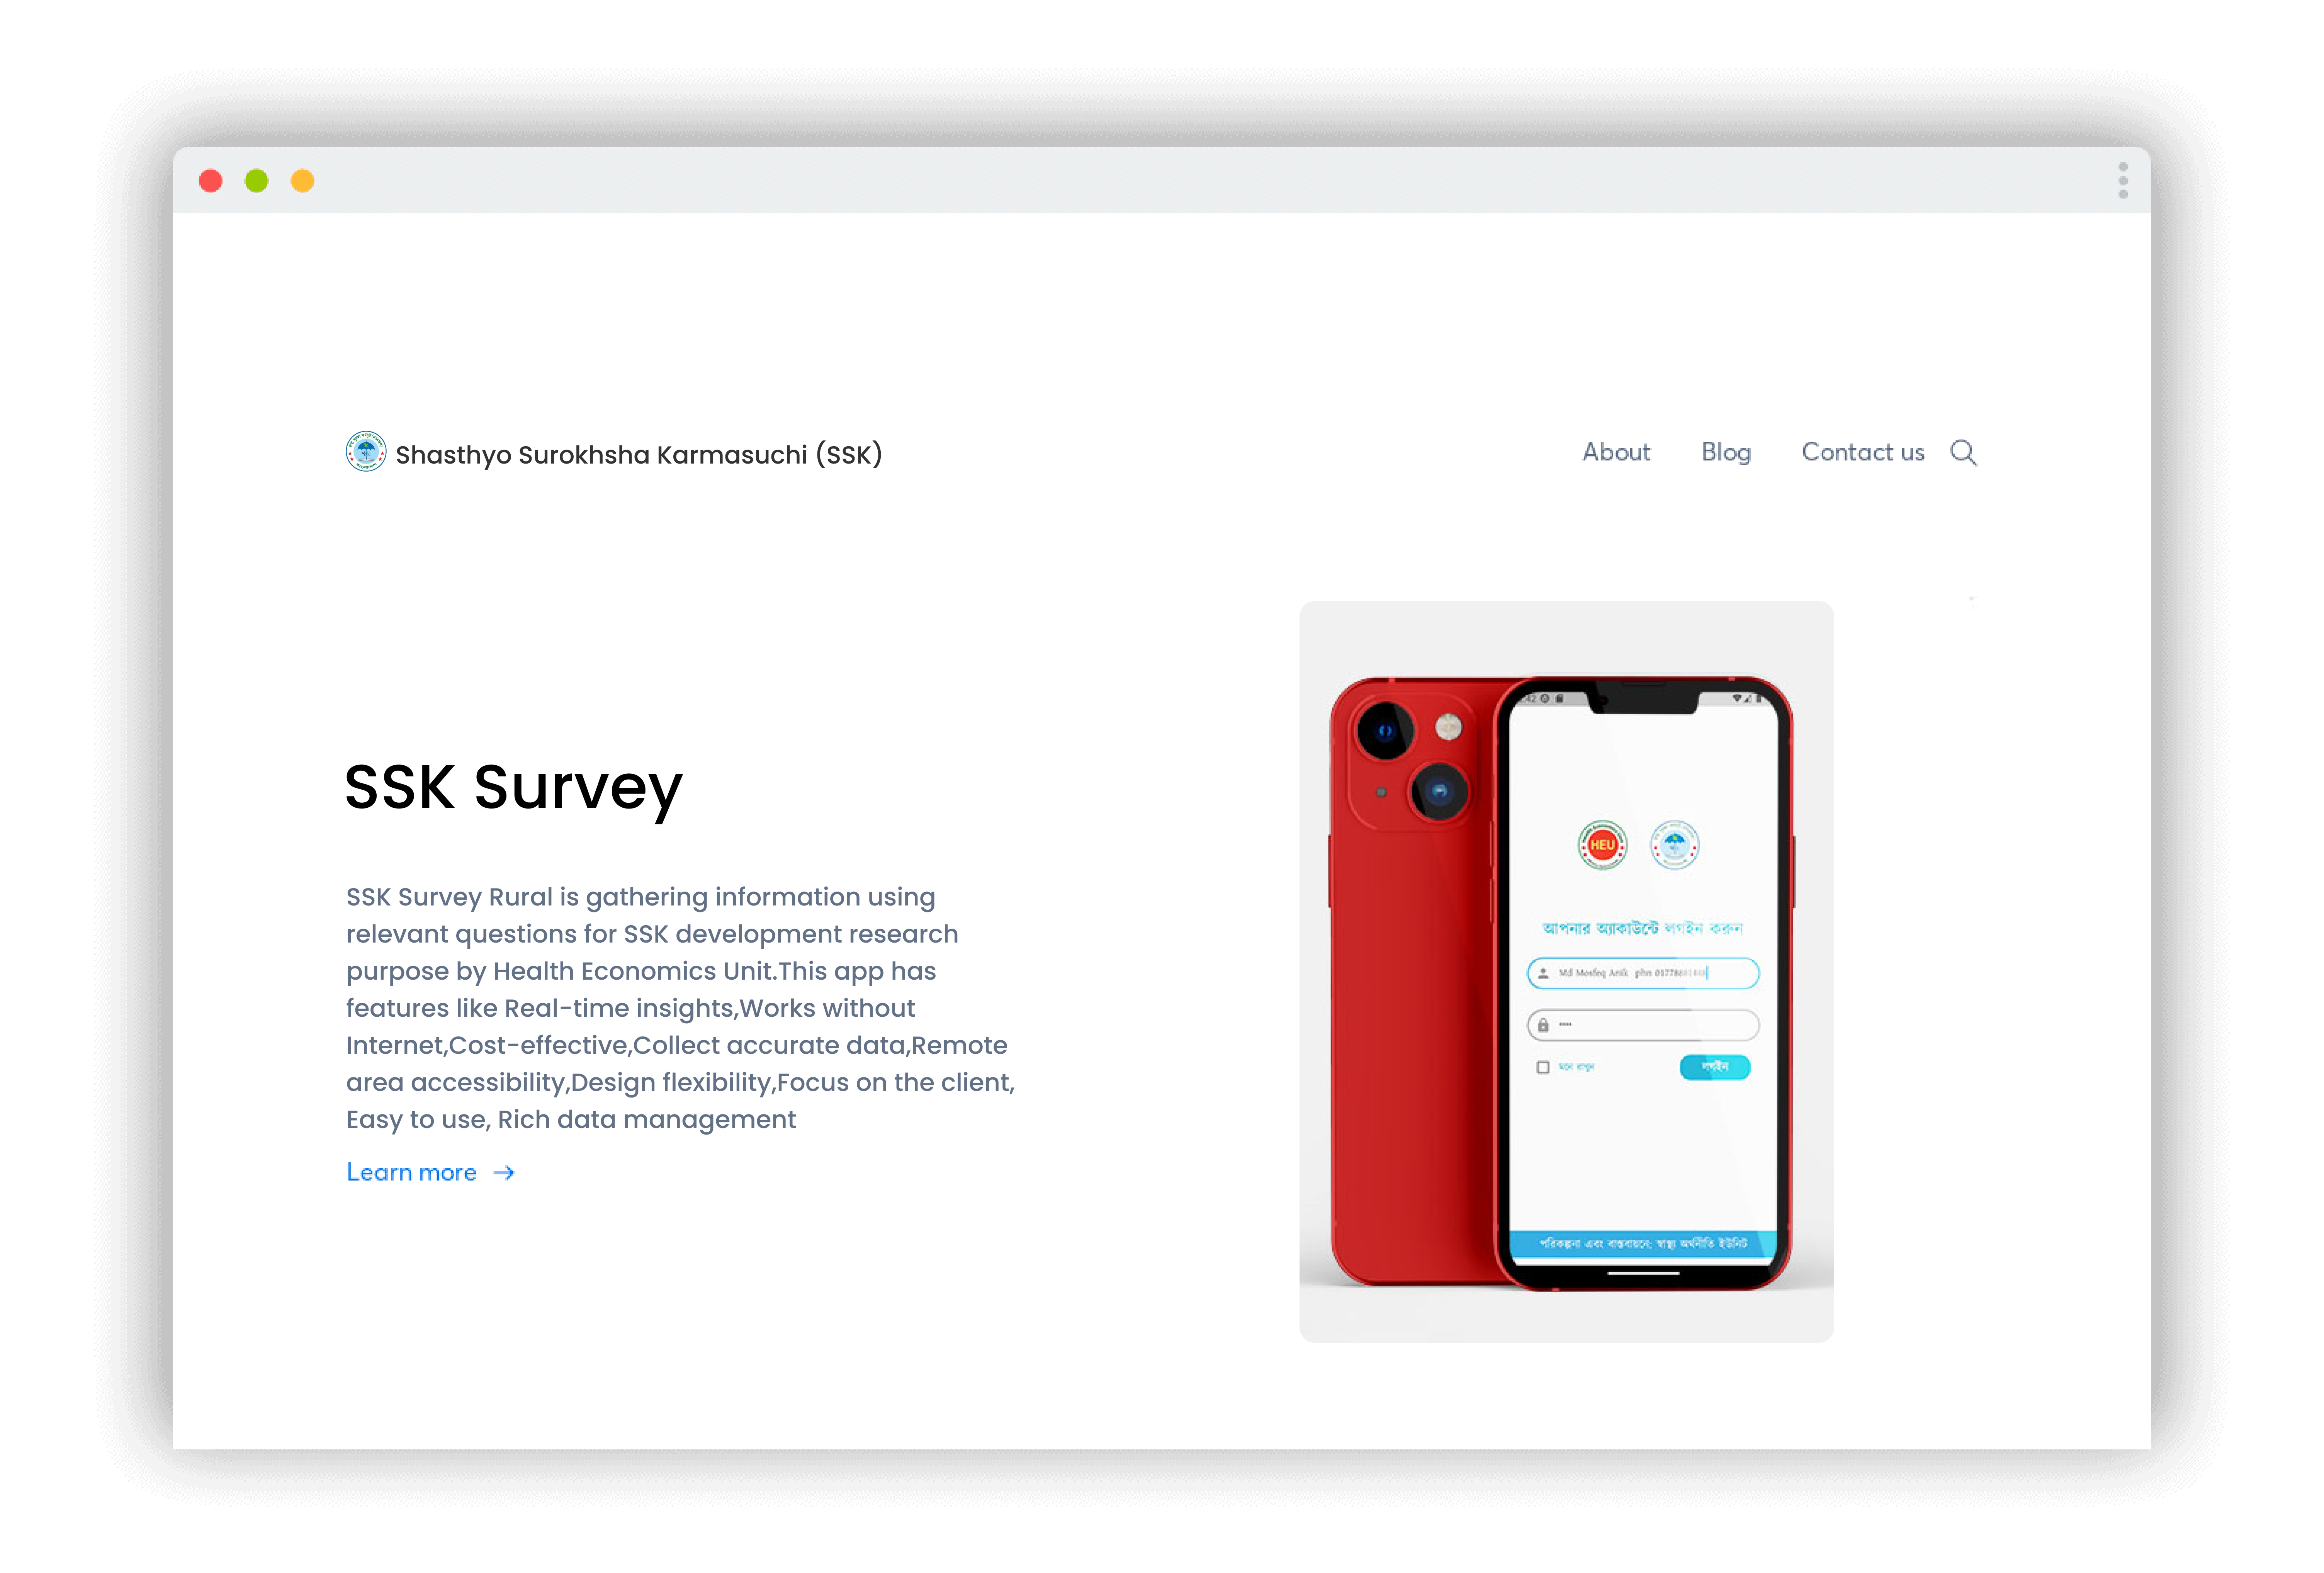 Shasthyo Surokhsha Karmasuchi (SSK)
About Blog Contact us
SSK Survey
SSK Survey Rural is gathering information using
relevant questions for SSK development research
purpose by Health Economics Unit.This app has
features like Real-time insights,Works without
Internet,Cost-effective,Collect accurate data,Remote
area accessibility,Design flexibility,Focus on the client,
Easy to use, Rich data management
Learn more
HEU
আপনার অ্যাকাউন্টে লগইন করুন
Md Mosfeq Anik phn
মনে রাখুন
লগইন
পরিকল্পনা এবং বাস্তবায়নে: স্বাস্থ্য অর্থনীতি ইউনিট